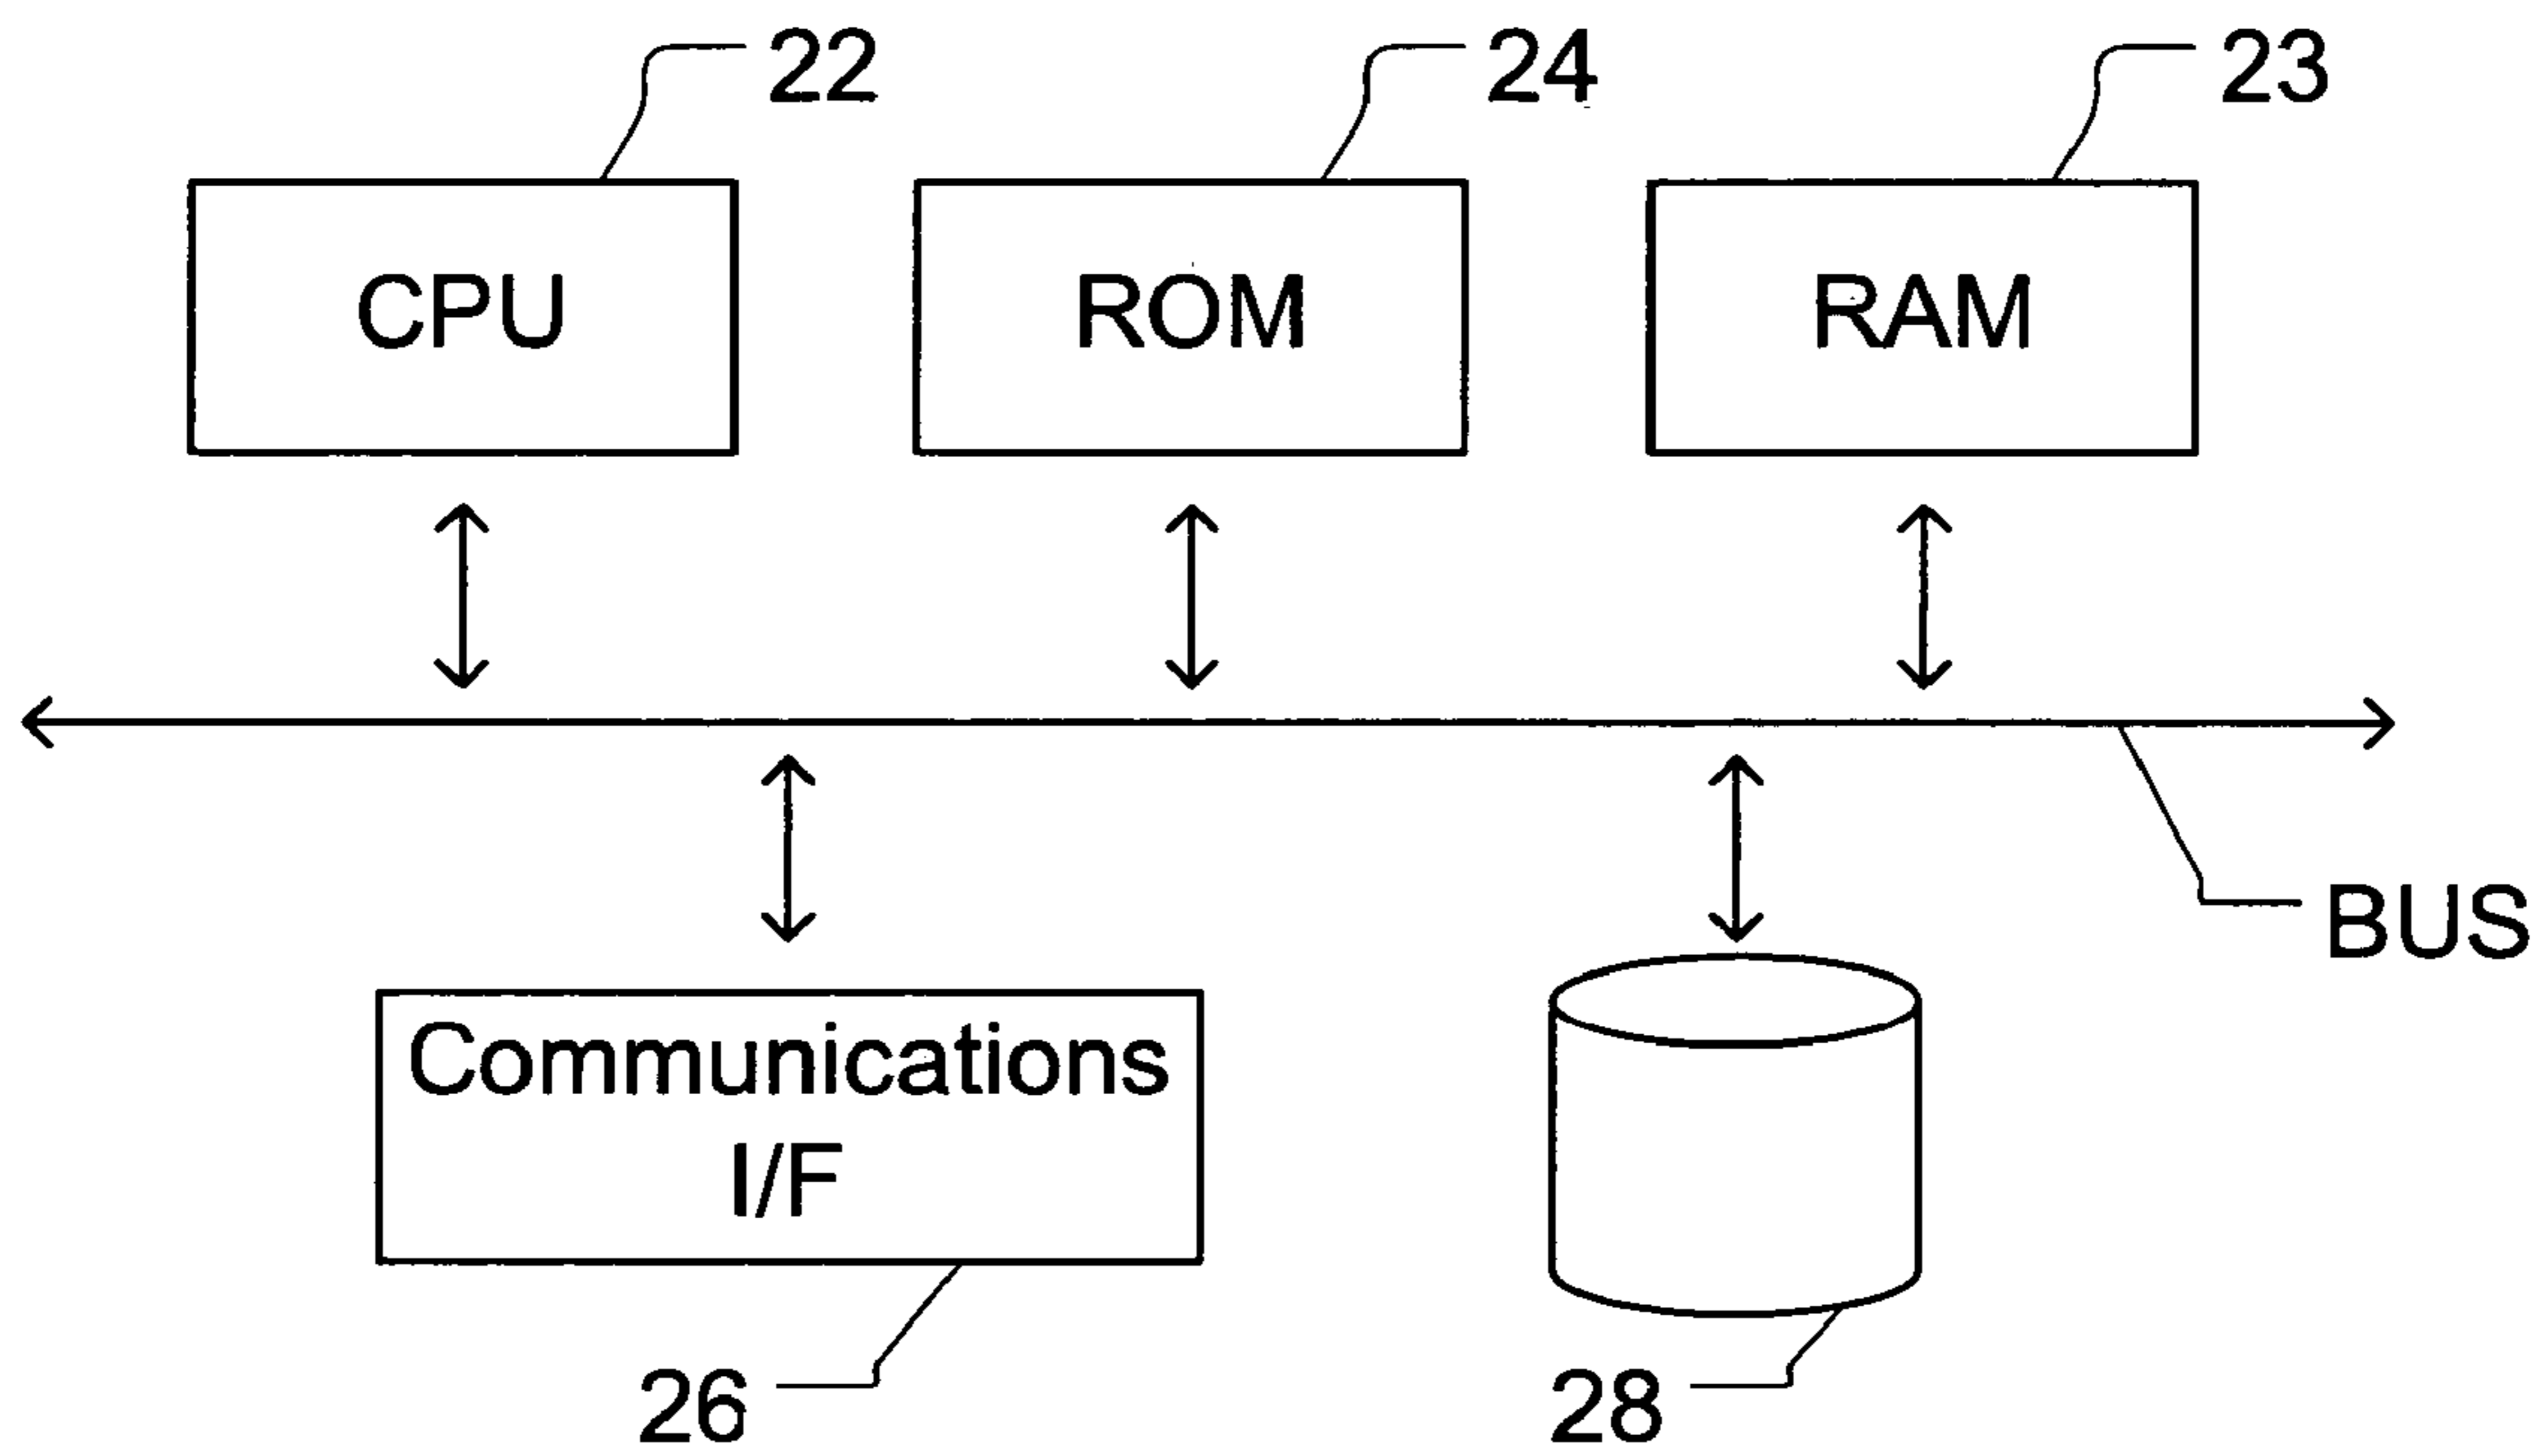 22
24
23
CPU
ROM
RAM
BUS
Communications
I/F
26
28